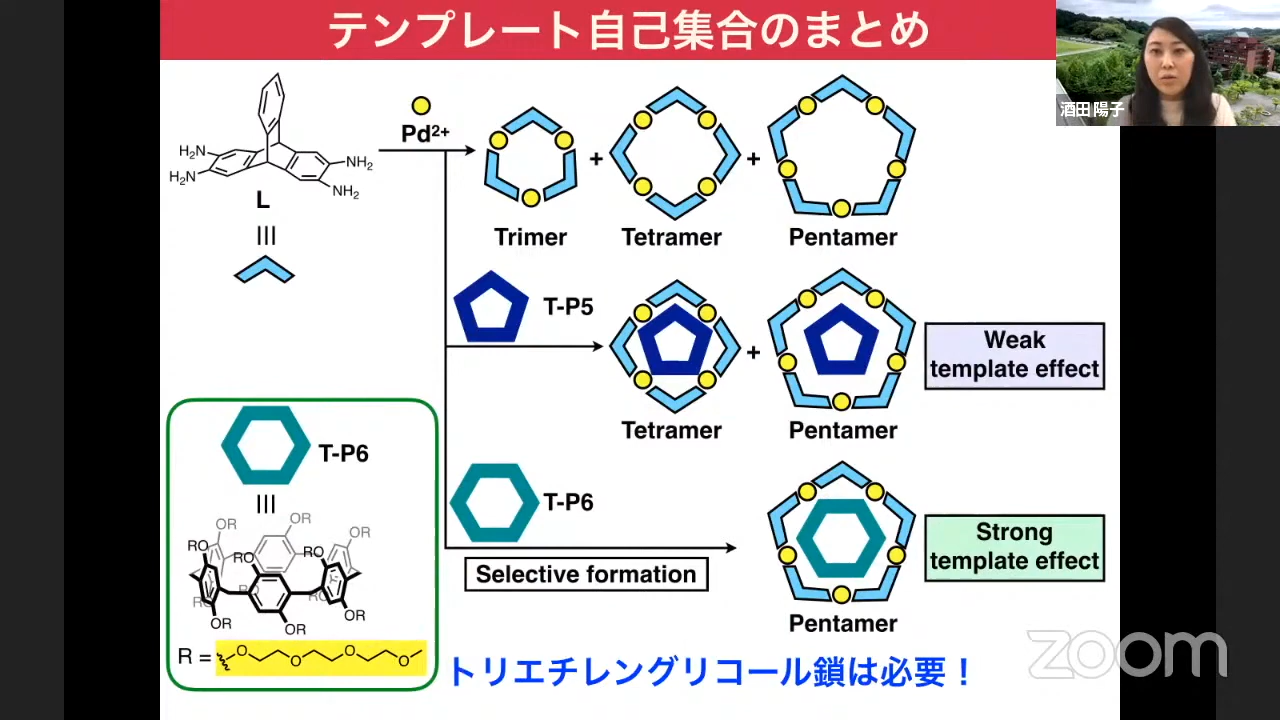 テンプレート自己集合のまとめ
酒田 陽子
Pd²⁺
H₂N
H₂N
NH₂
NH₂
L
Trimer
+
Tetramer
+
Pentamer
T-P5
Tetramer
+
Pentamer
Weak
template effect
T-P6
T-P6
Selective formation
Pentamer
Strong
template effect
OR
OR
OR
RO
RO
RO
RO
RO
RO
OR
OR
OR
R =
O
O
O
O
トリエチレングリコール鎖は必要！
zoom